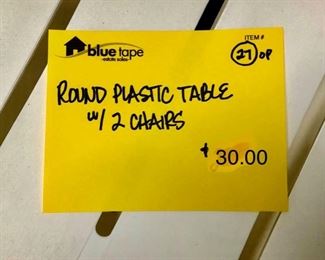 blue tape
estate sales
ITEM #
27 OP
ROUND PLASTIC TABLE
W/ 2 CHAIRS
$ 30.00